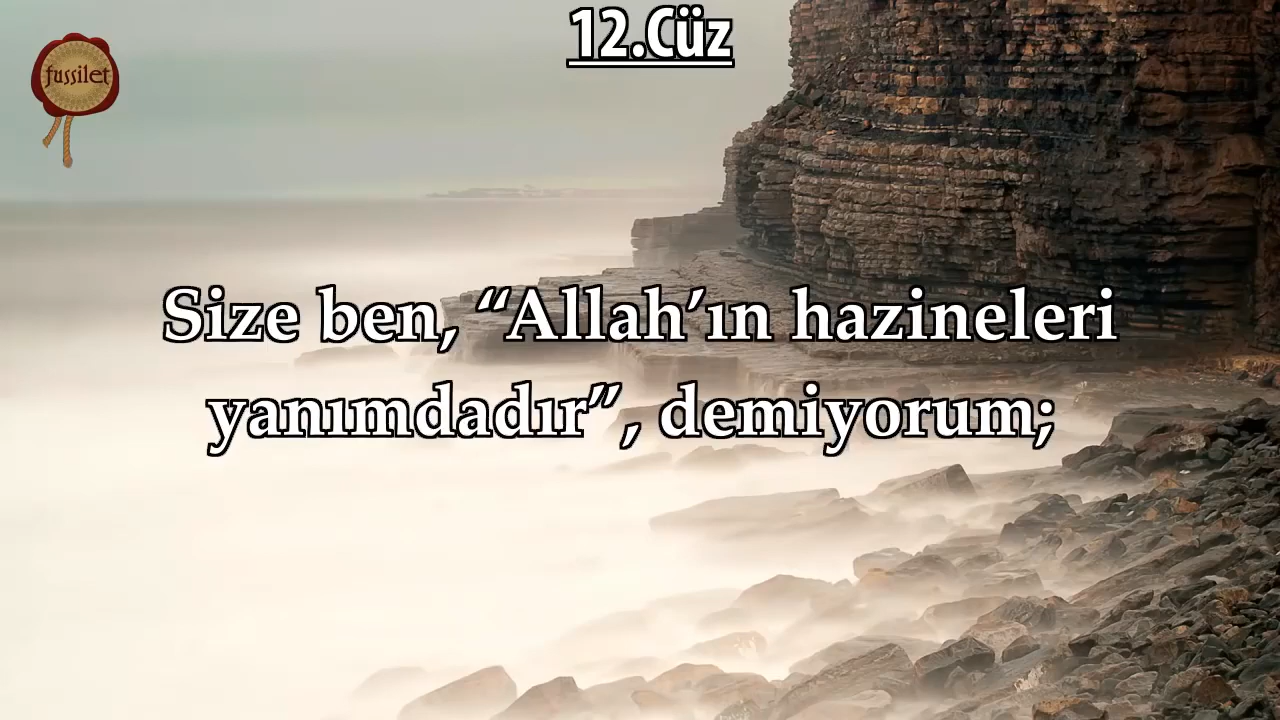 12.Cüz
fussilet
Size ben, “Allah’ın hazineleri
yanımdadır”, demiyorum;